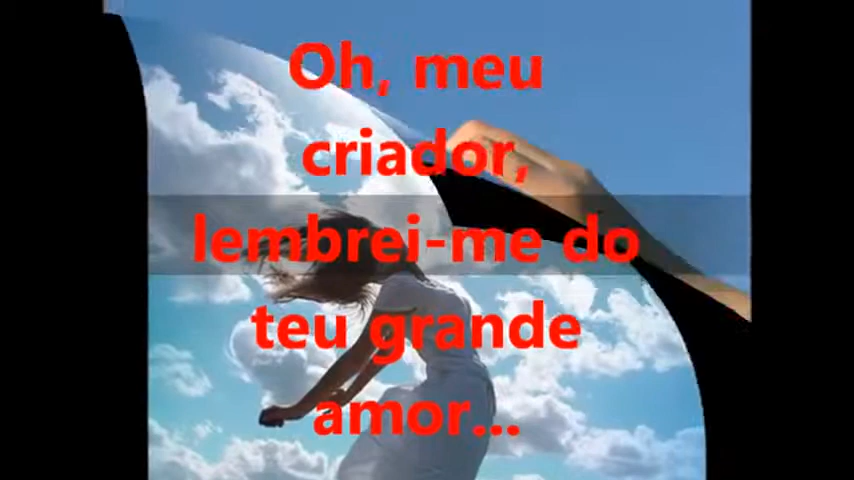 Oh, meu
criador,
lembrei-me do
teu grande
amor...